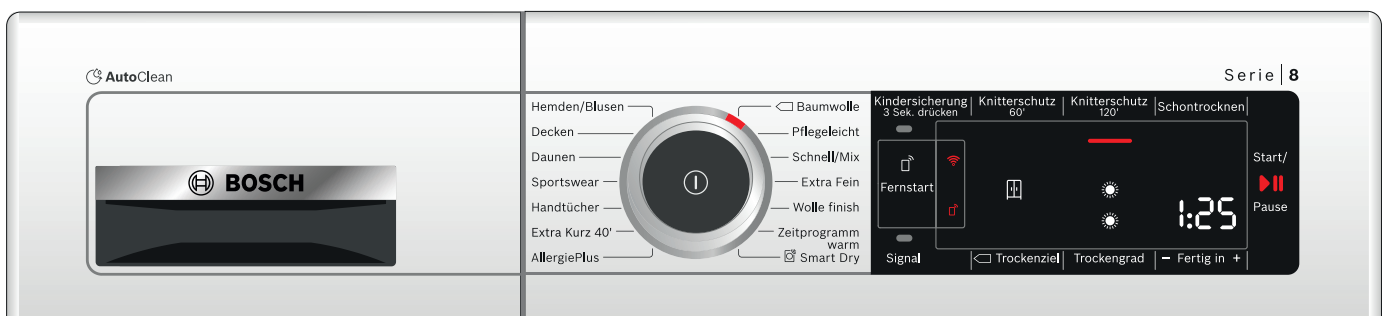 AutoClean
Serie 8
BOSCH
Hemden/Blusen
Decken
Daunen
Sportswear
Handtücher
Extra Kurz 40'
AllergiePlus
Baumwolle
Pflegeleicht
Schnell/Mix
Extra Fein
Wolle finish
Zeitprogramm
warm
Smart Dry
Kindersicherung
3 Sek. drücken
Knitterschutz
60'
Knitterschutz
120'
Schontrocknen
Fernstart
1:25
Start/
Pause
Signal
Trockenziel
Trockengrad
- Fertig in +